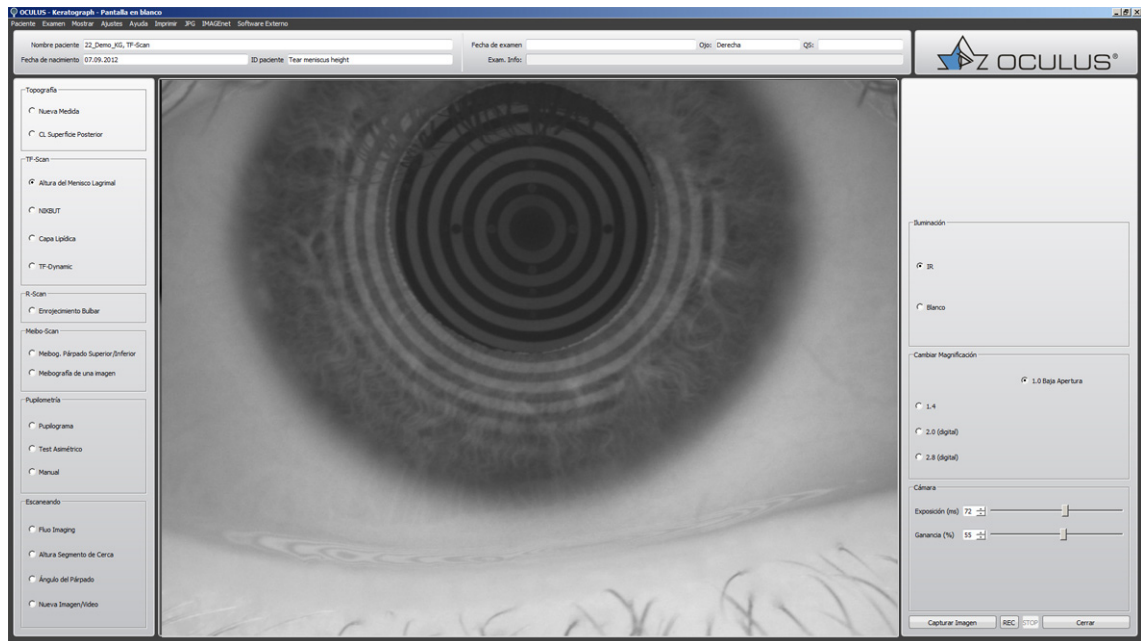 OCULUS - Keratograph - Pantalla en blanco
Paciente Examen Mostrar Ajustes Ayuda Imprimir JPG IMAGEnet Software Externo
Nombre paciente 22_Demo_KG, TF-Scan
Fecha de nacimiento 07.09.2012
ID paciente Tear meniscus height
Fecha de examen
Ojo: Derecha
QS:
Exam. Info:
OCULUS®
Topografía
Nueva Medida
CL Superficie Posterior
TF-Scan
Altura del Menisco Lagrimal
NIKBUT
Capa Lipídica
TF-Dynamic
R-Scan
Enrojecimiento Bulbar
Meibo-Scan
Meibog. Párpado Superior/Inferior
Meibografía de una imagen
Pupilometría
Pupilograma
Test Asimétrico
Manual
Escareando
Fluo Imaging
Altura Segmento de Cerca
Ángulo del Párpado
Nueva Imagen/Video
Iluminación
IR
Blanco
Cambiar Magnificación
1.0 Baja Apertura
1.4
2.0 (digital)
2.8 (digital)
Cámara
Exposición (ms) 72
Ganancia (%) 55
Capturar Imagen REC STOP Cerrar